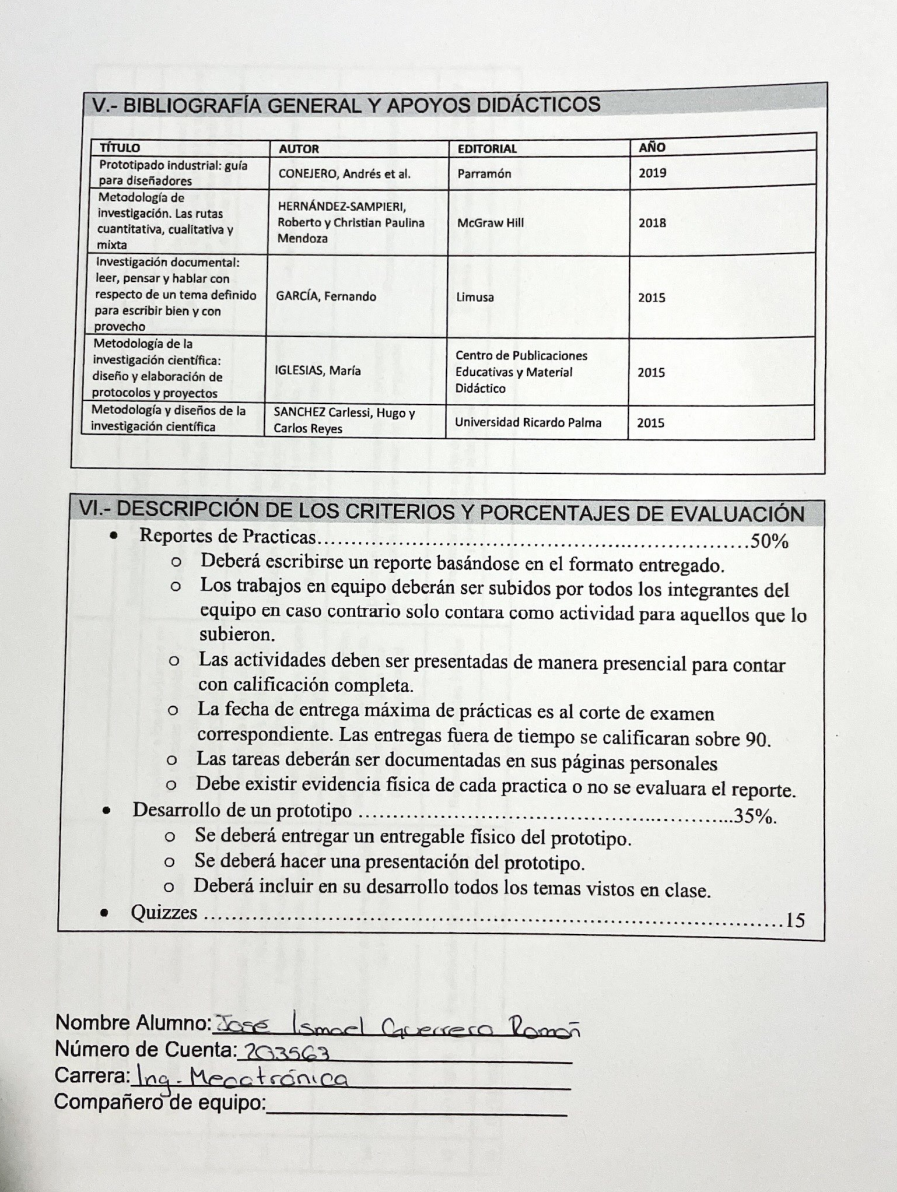 V.- BIBLIOGRAFÍA GENERAL Y APOYOS DIDÁCTICOS
TÍTULO AUTOR EDITORIAL AÑO
Prototipado industrial: guía
para diseñadores
CONEJERO, Andrés et al.
Parramón
2019
Metodología de
investigación. Las rutas
cuantitativa, cualitativa y
mixta
HERNÁNDEZ-SAMPIERI,
Roberto y Christian Paulina
Mendoza
McGraw Hill
2018
Investigación documental:
leer, pensar y hablar con
respecto de un tema definido
para escribir bien y con
provecho
GARCÍA, Fernando
Limusa
2015
Metodología de la
investigación científica:
diseño y elaboración de
protocolos y proyectos
IGLESIAS, María
Centro de Publicaciones
Educativas y Material
Didáctico
2015
Metodología y diseños de la
investigación científica
SANCHEZ Carlessi, Hugo y
Carlos Reyes
Universidad Ricardo Palma
2015
VI.- DESCRIPCIÓN DE LOS CRITERIOS Y PORCENTAJES DE EVALUACIÓN
• Reportes de Practicas....................................................................50%
o Deberá escribirse un reporte basándose en el formato entregado.
o Los trabajos en equipo deberán ser subidos por todos los integrantes del
equipo en caso contrario solo contara como actividad para aquellos que lo
subieron.
o Las actividades deben ser presentadas de manera presencial para contar
con calificación completa.
o La fecha de entrega máxima de prácticas es al corte de examen
correspondiente. Las entregas fuera de tiempo se calificaran sobre 90.
o Las tareas deberán ser documentadas en sus páginas personales
o Debe existir evidencia física de cada practica o no se evaluara el reporte.
• Desarrollo de un prototipo ...........................................................35%.
o Se deberá entregar un entregable físico del prototipo.
o Se deberá hacer una presentación del prototipo.
o Deberá incluir en su desarrollo todos los temas vistos en clase.
• Quizzes ...........................................................................................15
Nombre Alumno: José Ismael Guerrero Román
Número de Cuenta: 203563
Carrera: Ing. Mecatrónica
Compañero de equipo: